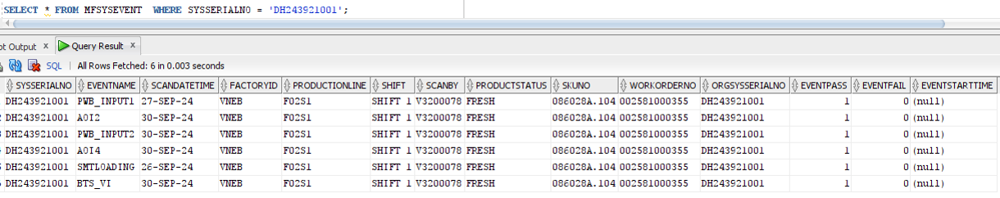 SELECT * FROM MFSYSEVENT WHERE SYSSERIALNO = 'DH243921001';
ot Output × Query Result ×
SQL | All Rows Fetched: 6 in 0.003 seconds
SYSSERIALNO EVENTNAME SCANDATETIME FACTORYID PRODUCTIONLINE SHIFT SCANBY PRODUCTSTATUS SKUNO WORKORDERNO ORGSYSSERIALNO EVENTPASS EVENTFAIL EVENTSTARTTIME
DH243921001 PWB_INPUT1 27-SEP-24 VNEB F02S1 SHIFT 1 V3200078 FRESH 086028A.104 002581000355 DH243921001 1 0 (null)
DH243921001 AOI2 30-SEP-24 VNEB F02S1 SHIFT 1 V3200078 FRESH 086028A.104 002581000355 DH243921001 1 0 (null)
DH243921001 PWB_INPUT2 30-SEP-24 VNEB F02S1 SHIFT 1 V3200078 FRESH 086028A.104 002581000355 DH243921001 1 0 (null)
DH243921001 AOI4 30-SEP-24 VNEB F02S1 SHIFT 1 V3200078 FRESH 086028A.104 002581000355 DH243921001 1 0 (null)
DH243921001 SMTLOADING 26-SEP-24 VNEB F02S1 SHIFT 1 V3200078 FRESH 086028A.104 002581000355 DH243921001 1 0 (null)
DH243921001 BTS_VI 30-SEP-24 VNEB F02S1 SHIFT 1 V3200078 FRESH 086028A.104 002581000355 DH243921001 1 0 (null)